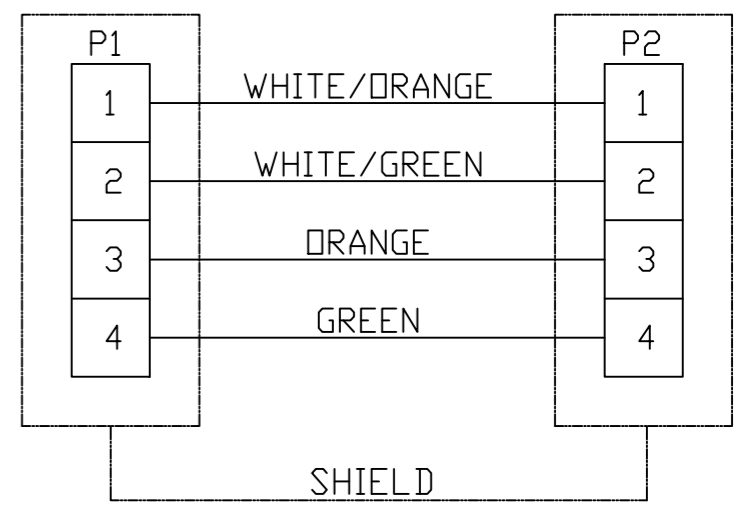 P1 P2
1 WHITE/ORANGE 1
2 WHITE/GREEN 2
3 ORANGE 3
4 GREEN 4
SHIELD